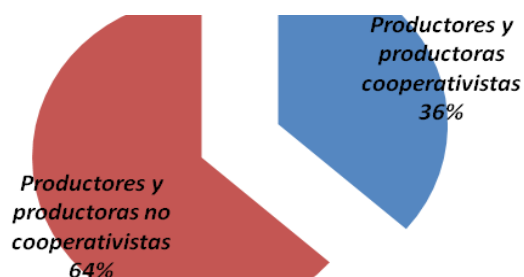 Productores y
productoras
cooperativistas
36%
Productores y
productoras no
cooperativistas
64%